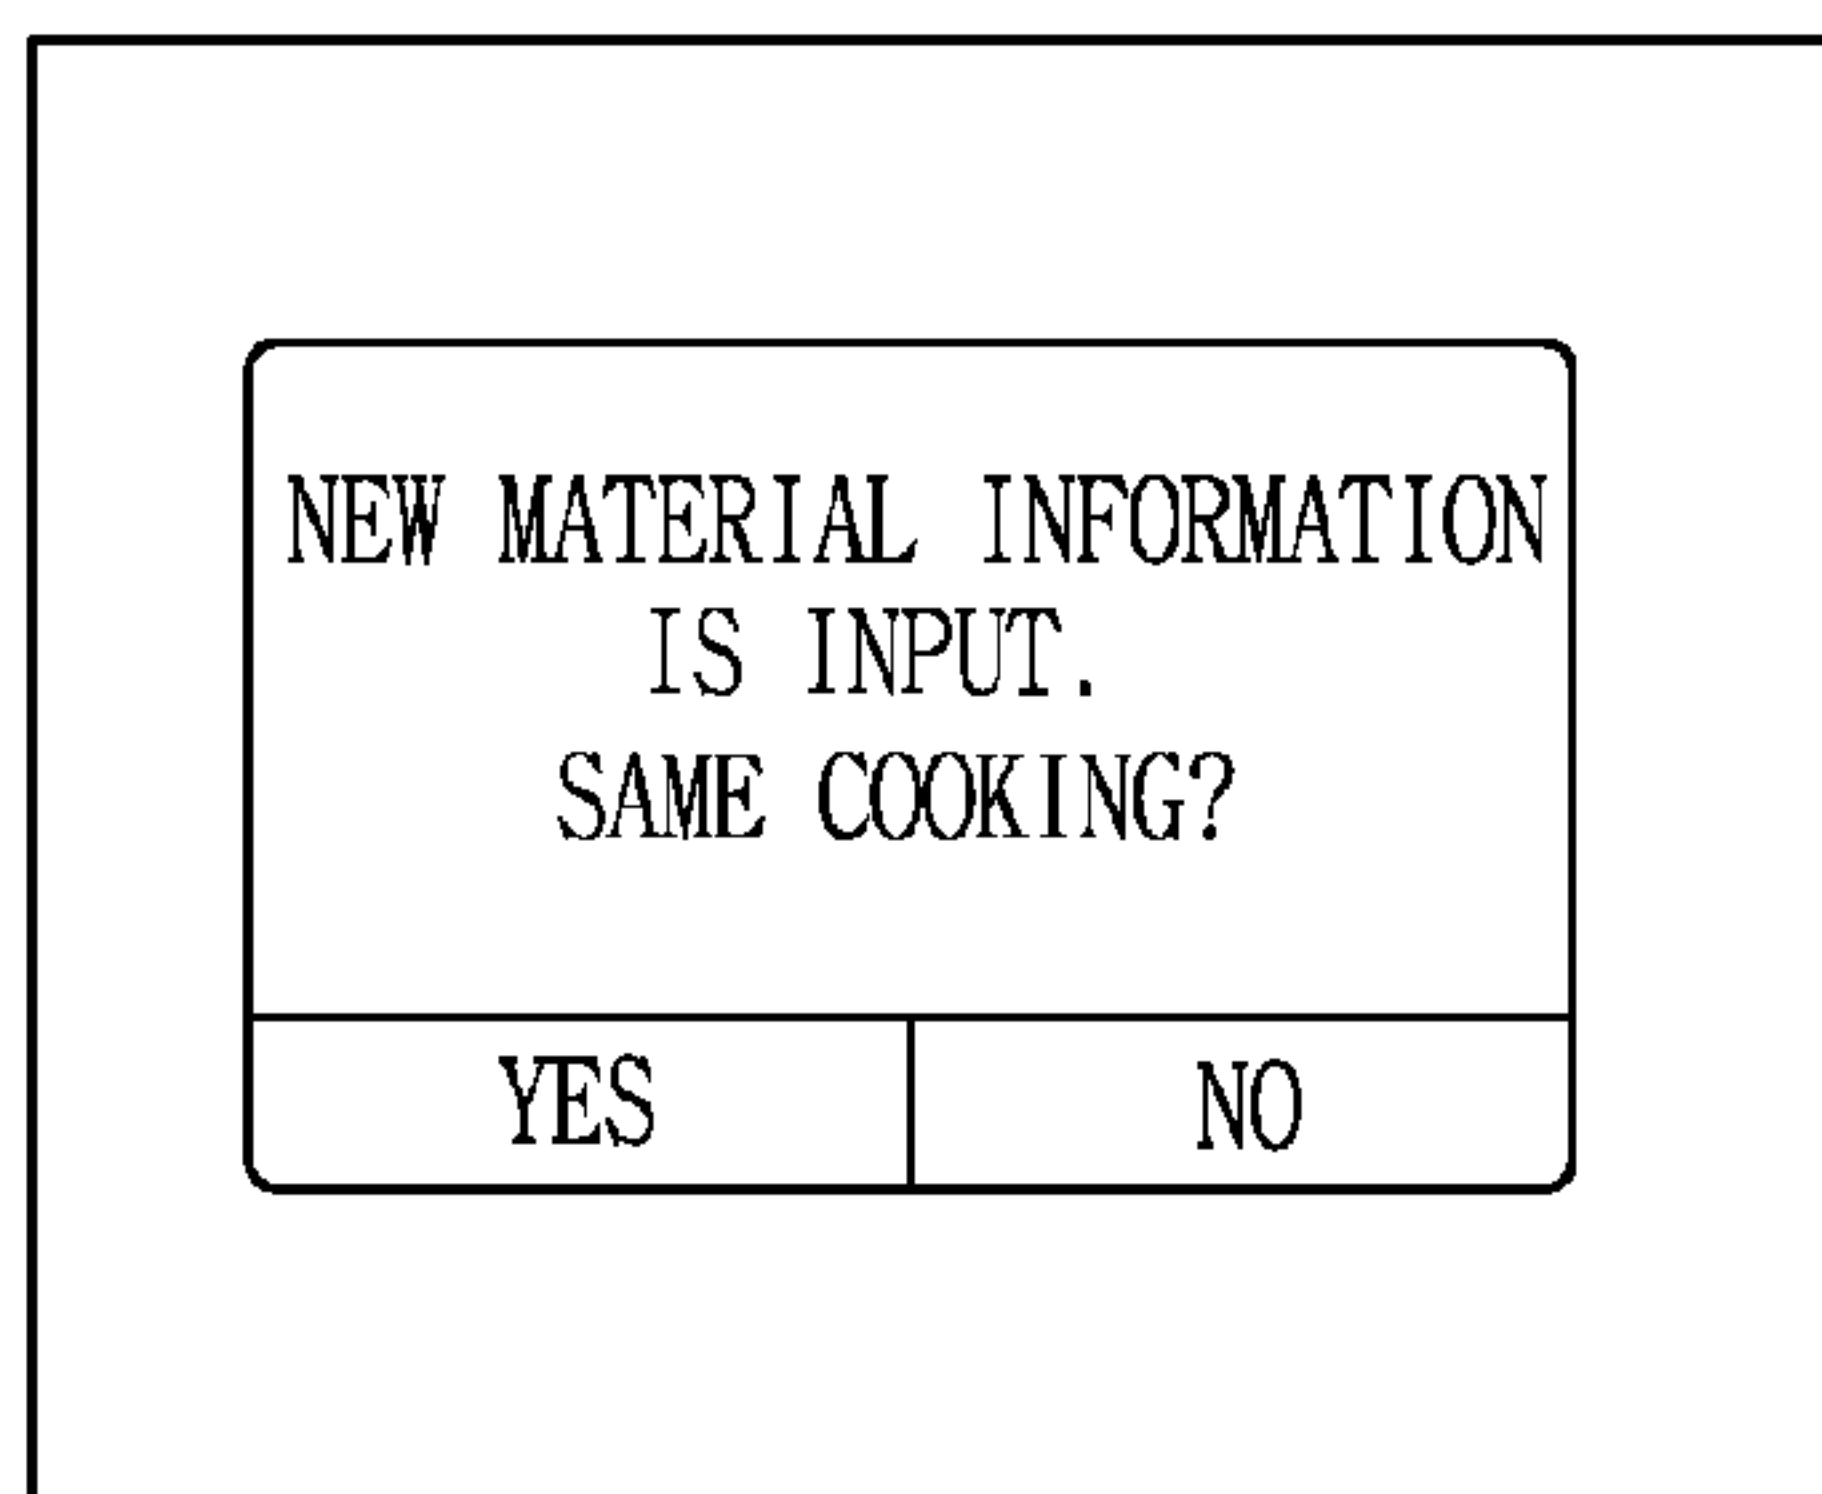 NEW MATERIAL INFORMATION
IS INPUT.
SAME COOKING?
YES NO